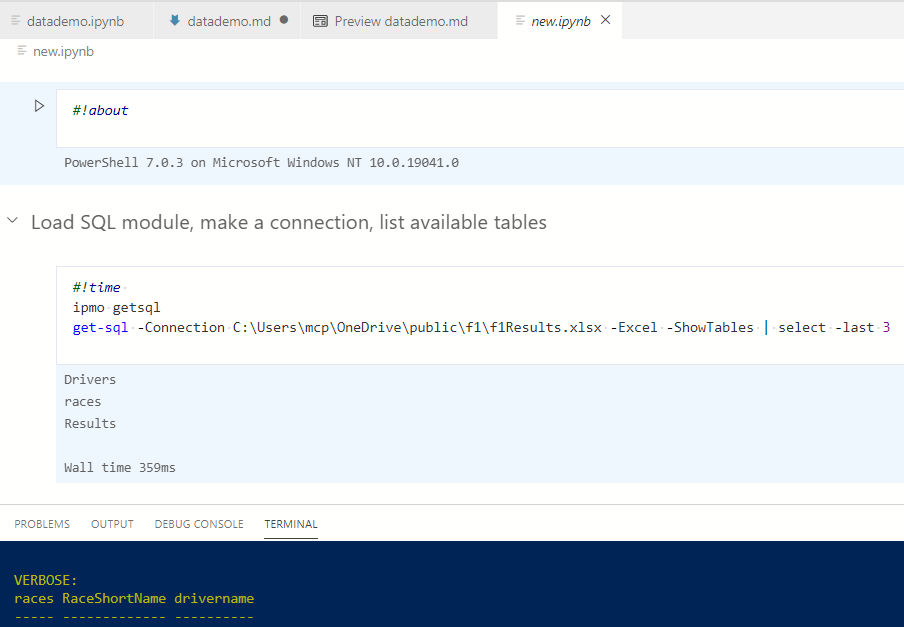 datademo.ipynb
datademo.md
Preview datademo.md
new.ipynb
new.ipynb
#!about
PowerShell 7.0.3 on Microsoft Windows NT 10.0.19041.0
Load SQL module, make a connection, list available tables
#!time
ipmo getsql
get-sql -Connection C:\Users\mcp\OneDrive\public\f1\f1Results.xlsx -Excel -ShowTables | select -last 3
Drivers
races
Results
Wall time 359ms
PROBLEMS OUTPUT DEBUG CONSOLE TERMINAL
VERBOSE:
races RaceShortName drivername
----- ------------- ----------